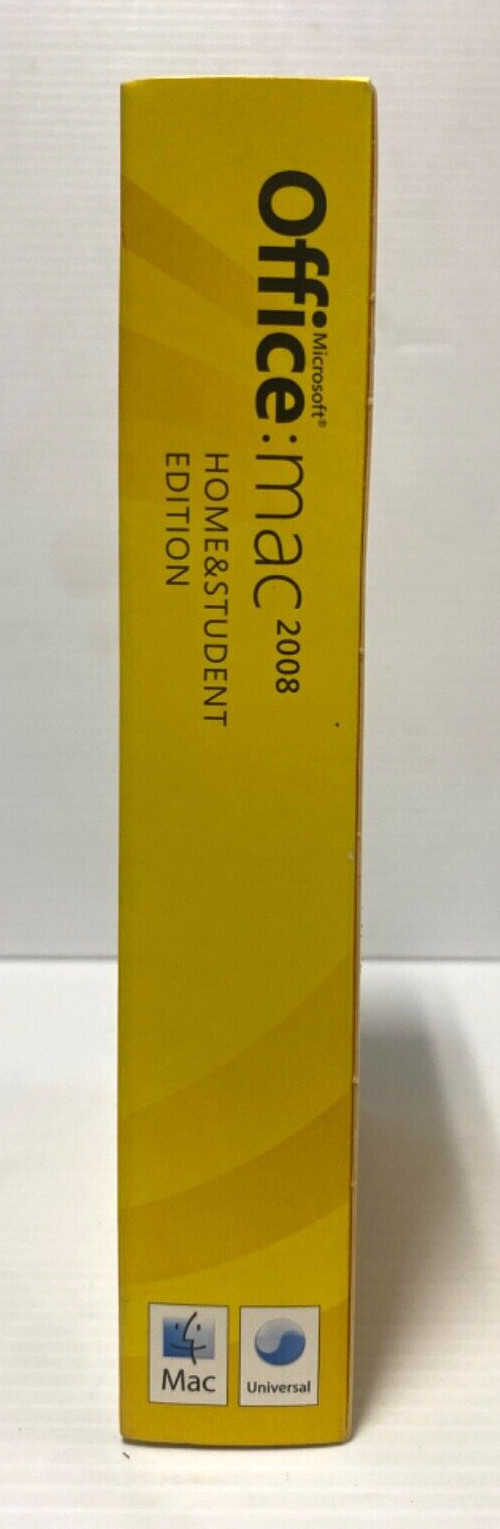 Microsoft®
Office:mac 2008
HOME&STUDENT
EDITION
Mac
Universal